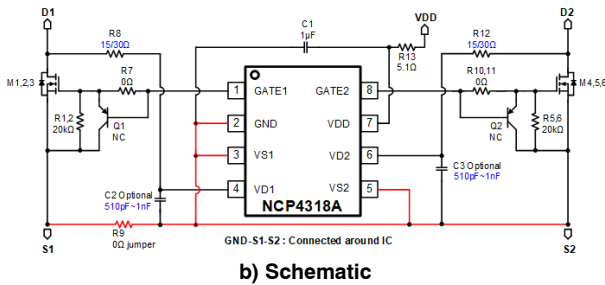 D1
R8
15/30Ω
C1
1µF
VDD
R13
5.1Ω
R12
15/30Ω
D2
M1,2,3
R7
0Ω
R1,2
20kΩ
Q1
NC
1 GATE1 GATE2 8
2 GND VDD 7
3 VS1 VD2 6
4 VD1 VS2 5
NCP4318A
R10,11
0Ω
M4,5,6
Q2
NC
R5,6
20kΩ
C2 Optional
510pF~1nF
C3 Optional
510pF~1nF
S1
R9
0Ω jumper
GND-S1-S2 : Connected around IC
S2
b) Schematic